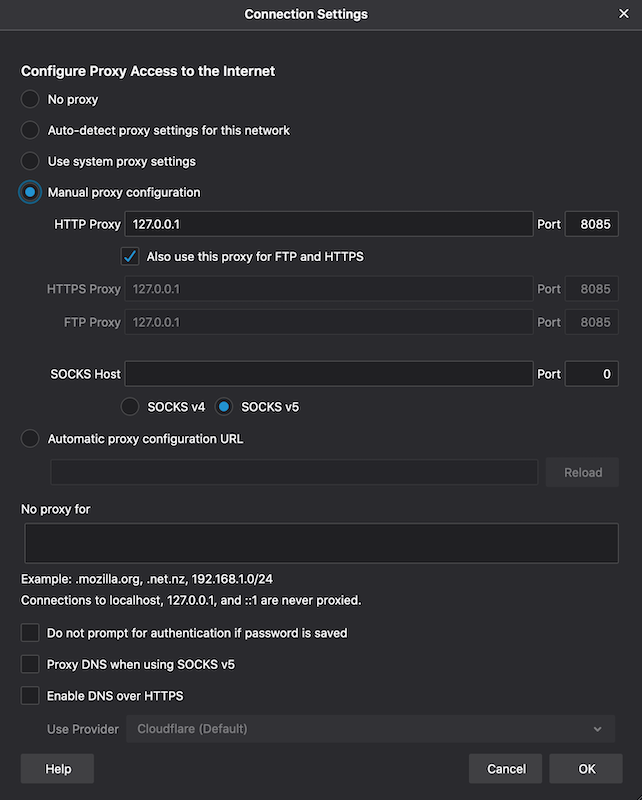 Connection Settings
Configure Proxy Access to the Internet
No proxy
Auto-detect proxy settings for this network
Use system proxy settings
Manual proxy configuration
HTTP Proxy 127.0.0.1 Port 8085
Also use this proxy for FTP and HTTPS
HTTPS Proxy 127.0.0.1 Port 8085
FTP Proxy 127.0.0.1 Port 8085
SOCKS Host Port 0
SOCKS v4 SOCKS v5
Automatic proxy configuration URL
Reload
No proxy for
Example: .mozilla.org, .net.nz, 192.168.1.0/24
Connections to localhost, 127.0.0.1, and ::1 are never proxied.
Do not prompt for authentication if password is saved
Proxy DNS when using SOCKS v5
Enable DNS over HTTPS
Use Provider Cloudflare (Default)
Help Cancel OK